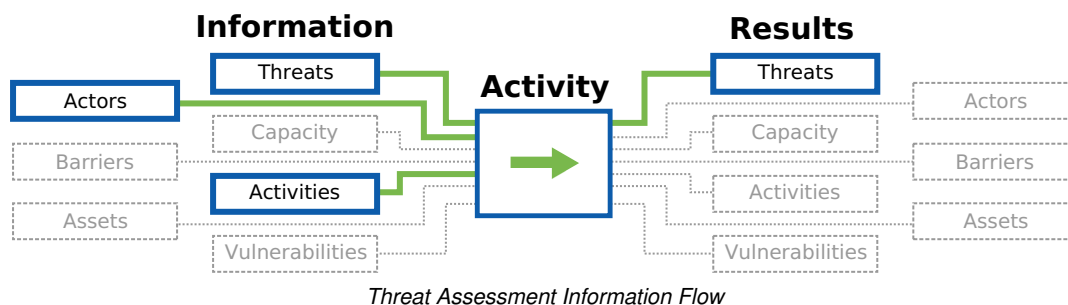 Information
Results
Threats
Activity
Threats
Actors
Actors
Capacity
Capacity
Barriers
Barriers
Activities
Activities
Assets
Assets
Vulnerabilities
Vulnerabilities
Threat Assessment Information Flow